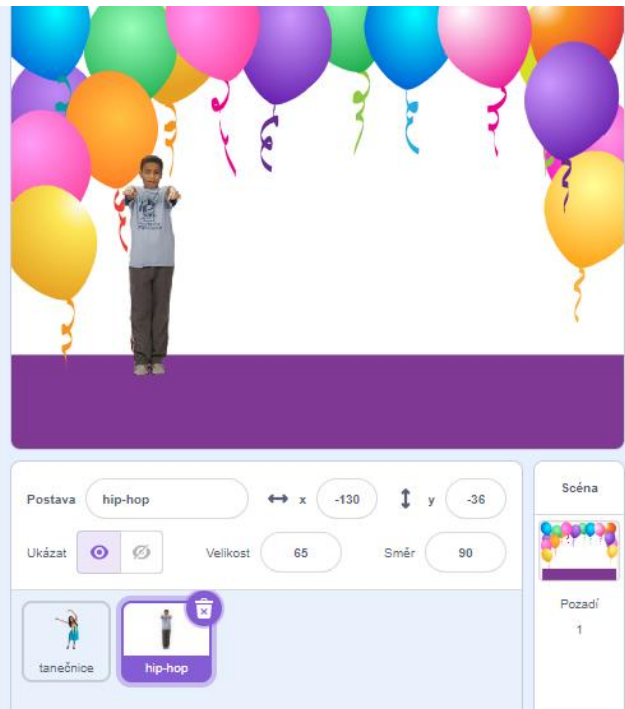 Postava hip-hop x -130 y -36
Ukázat Velikost 65 Směr 90
tanečnice hip-hop
Scéna
Pozadí
1